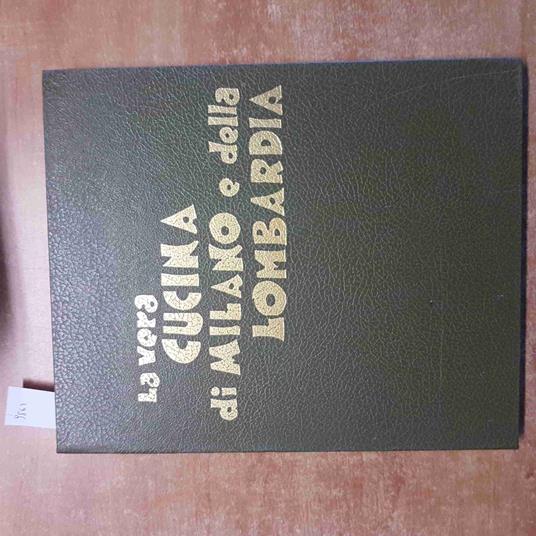 La vera
CUCINA
di MILANO e della
LOMBARDIA